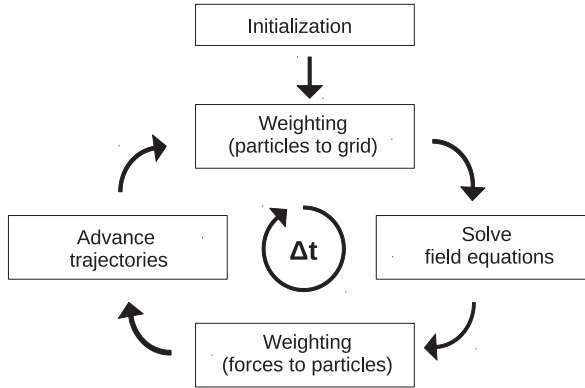 Initialization
Weighting
(particles to grid)
Advance
trajectories
Δt
Solve
field equations
Weighting
(forces to particles)